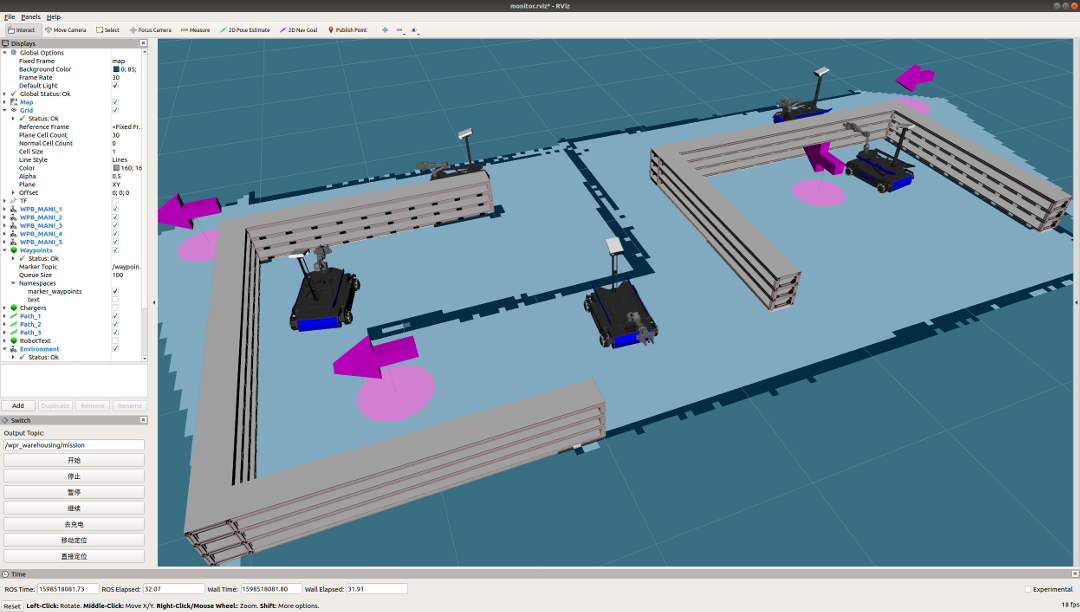 monitor.rviz* - RViz
File Panels Help
Interact Move Camera Select Focus Camera Measure 2D Pose Estimate 2D Nav Goal Publish Point
Displays
Global Options
Fixed Frame map
Background Color 0; 85;
Frame Rate 30
Default Light
Global Status: Ok
Map
Grid
Status: Ok
Reference Frame <Fixed Fr...
Plane Cell Count 30
Normal Cell Count 0
Cell Size 1
Line Style Lines
Color 160; 16
Alpha 0.5
Plane XY
Offset 0; 0; 0
TF
WPB_MANI_1
WPB_MANI_2
WPB_MANI_3
WPB_MANI_4
WPB_MANI_5
Waypoints
Status: Ok
Marker Topic /waypoin...
Queue Size 100
Namespaces
marker_waypoints
text
Chargers
Path_1
Path_2
Path_3
RobotText
Environment
Status: Ok
Add Duplicate Remove Rename
Switch
Output Topic:
/wpr_warehousing/mission
开始
停止
暂停
继续
去充电
移动定位
直接定位
Time
ROS Time: 1598518081.73 ROS Elapsed: 32.07 Wall Time: 1598518081.80 Wall Elapsed: 31.91 Experimental
Reset Left-Click: Rotate. Middle-Click: Move X/Y. Right-Click/Mouse Wheel:: Zoom. Shift: More options. 18 fps